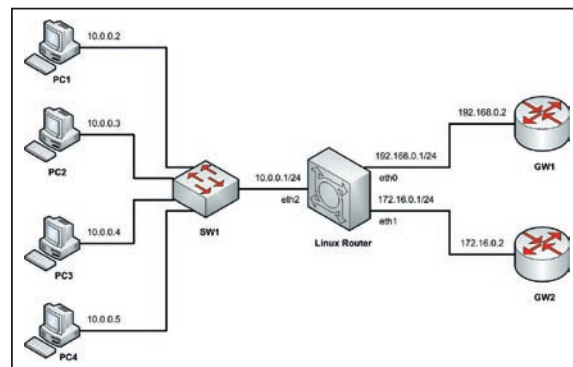 10.0.0.2
PC1
10.0.0.3
PC2
10.0.0.4
PC3
10.0.0.5
PC4
SW1
10.0.0.1/24
eth2
Linux Router
192.168.0.1/24
eth0
172.16.0.1/24
eth1
192.168.0.2
GW1
172.16.0.2
GW2